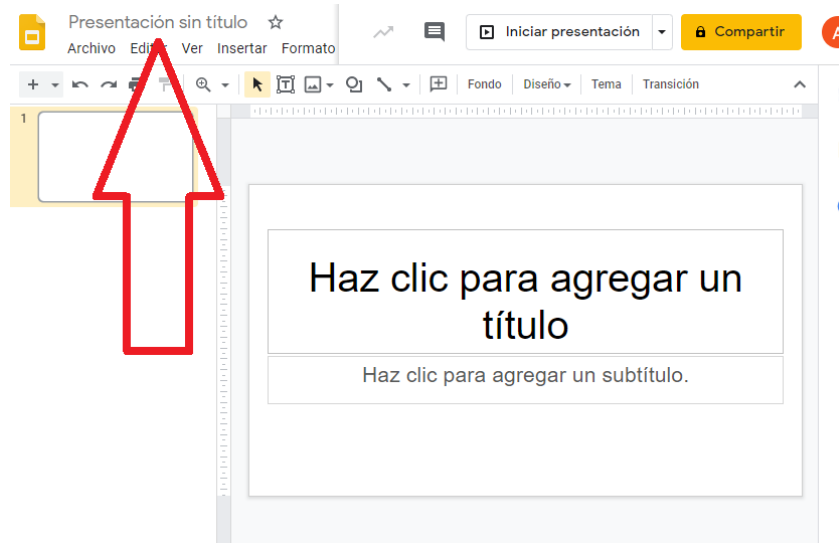 Presentación sin título
Iniciar presentación
Compartir
A
Archivo Editar Ver Insertar Formato
Fondo Diseño Tema Transición
1
Haz clic para agregar un
título
Haz clic para agregar un subtítulo.